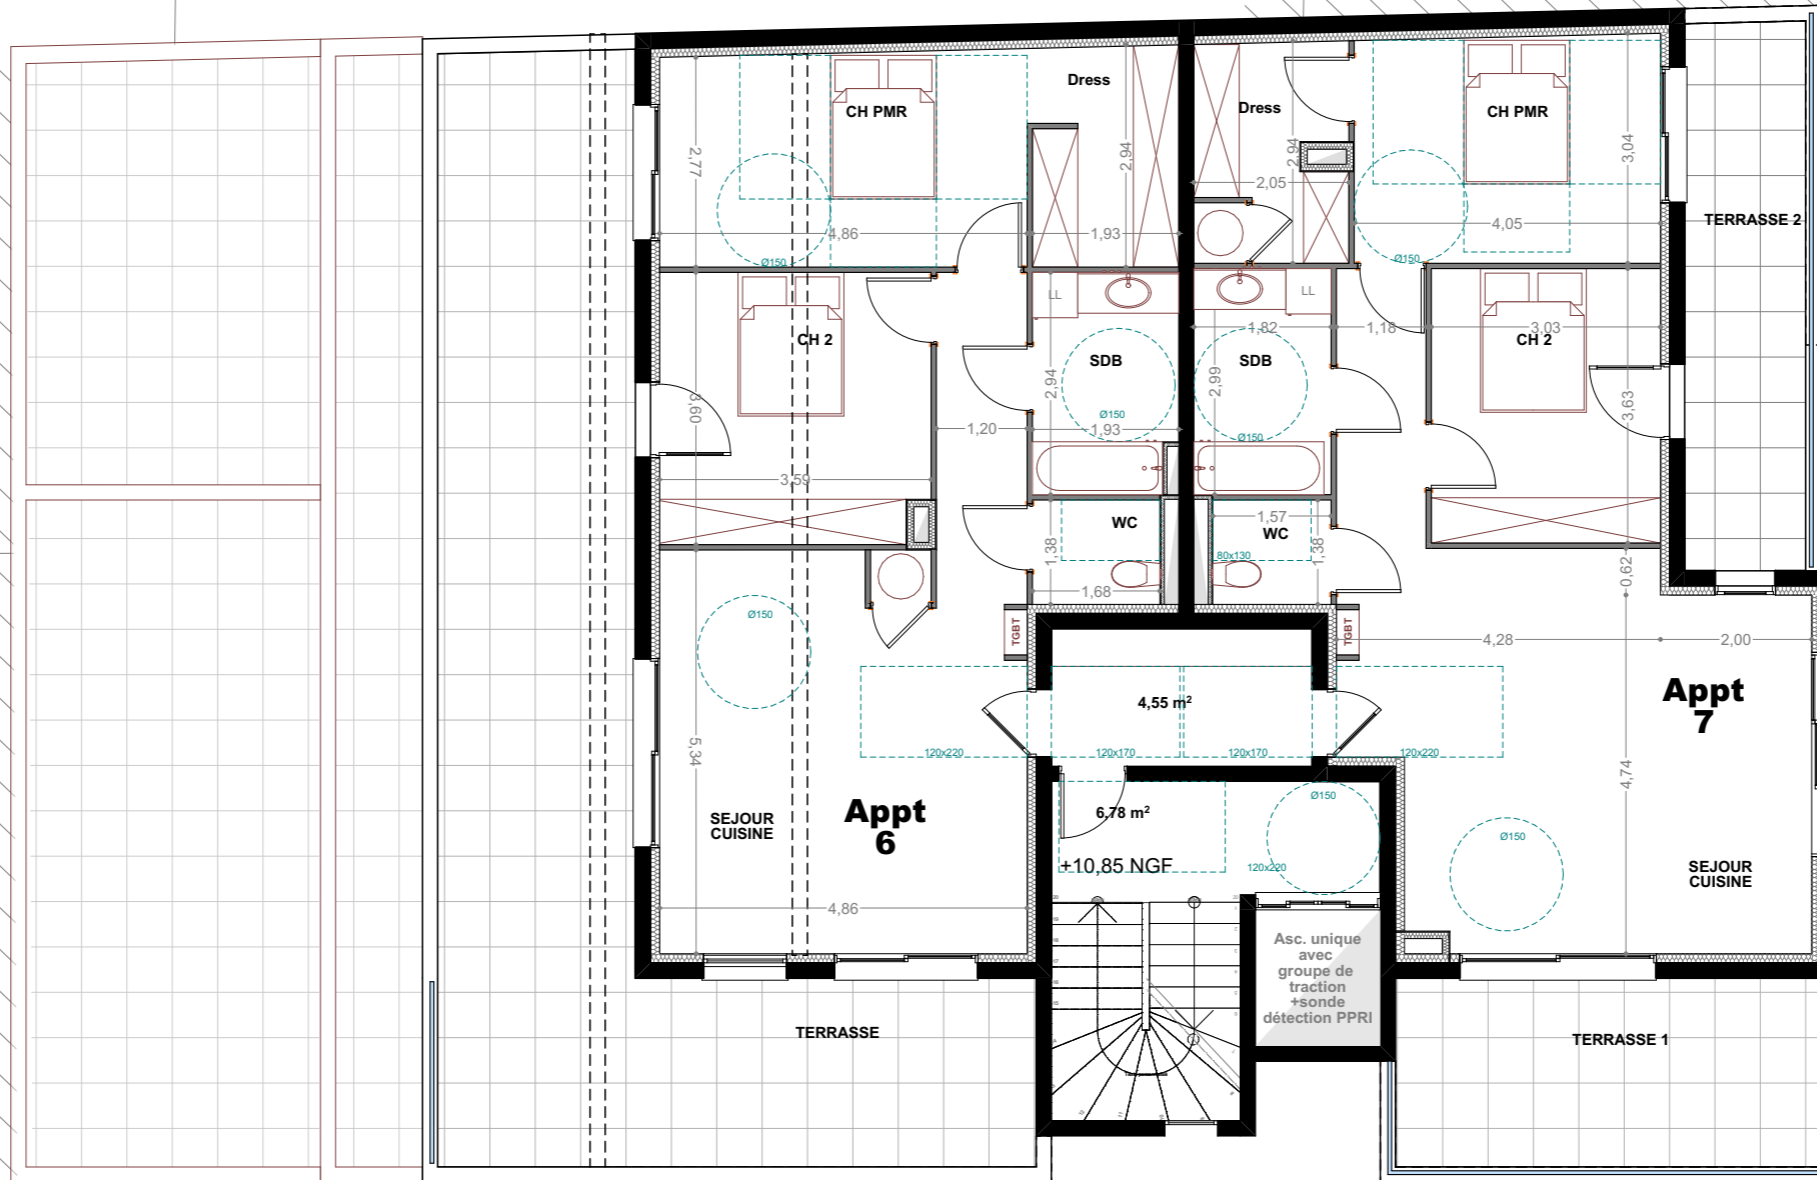 Dress
CH PMR
2,77
2,94
4,86
1,93
Ø150
Dress
CH PMR
2,94
3,04
2,05
4,05
Ø150
TERRASSE 2
LL
CH 2
SDB
2,94
3,60
Ø150
1,20
1,93
3,59
LL
1,82
1,18
3,03
CH 2
SDB
2,99
3,63
Ø150
WC
1,38
1,68
1,57
WC
80x130
1,38
0,62
Ø150
TGBT
TGBT
4,28
2,00
4,55 m²
Appt
7
120x220
120x170
120x170
120x220
5,34
4,74
SEJOUR
CUISINE
Appt
6
6,78 m²
Ø150
Ø150
+10,85 NGF
120x220
SEJOUR
CUISINE
4,86
Asc. unique
avec
groupe de
traction
+sonde
détection PPRI
TERRASSE
TERRASSE 1